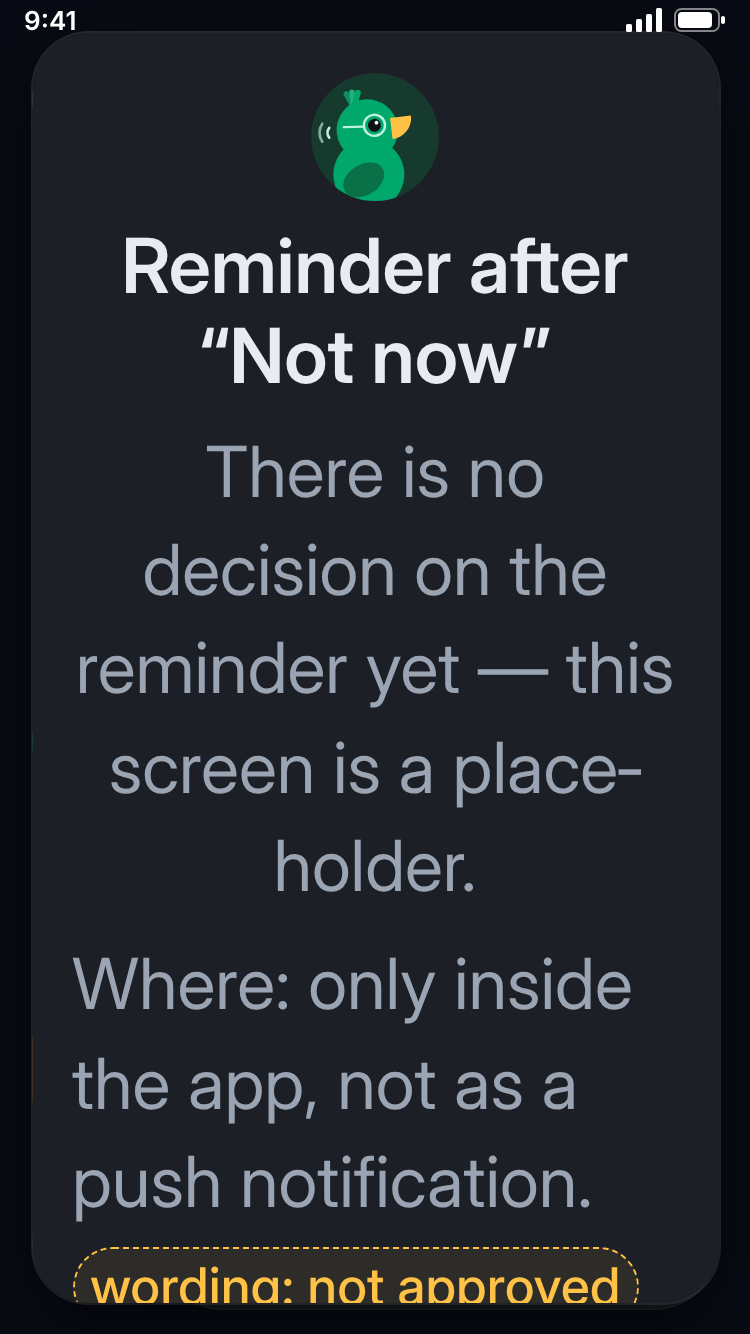 9:41
Reminder after
“Not now”
There is no
decision on the
reminder yet — this
screen is a place-
holder.
Where: only inside
the app, not as a
push notification.
wording: not approved